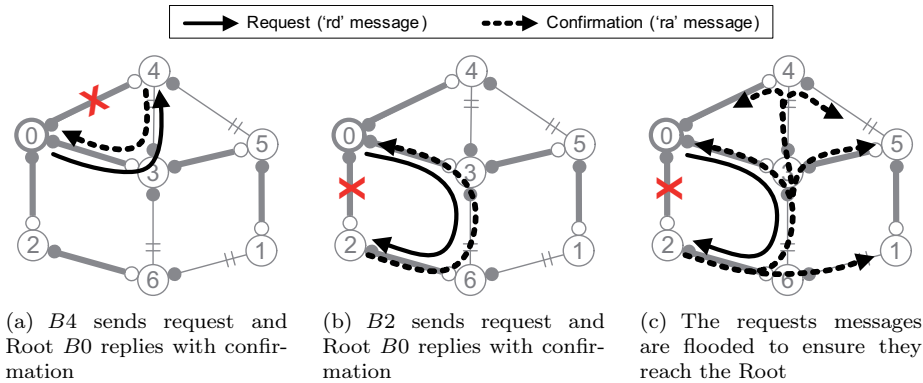 Request (‘rd’ message)
Confirmation (‘ra’ message)
4
0
5
3
2
1
6
4
0
5
3
2
1
6
4
0
5
2
1
6
(a) B4 sends request and
Root B0 replies with confir-
mation
(b) B2 sends request and
Root B0 replies with confir-
mation
(c) The requests messages
are flooded to ensure they
reach the Root